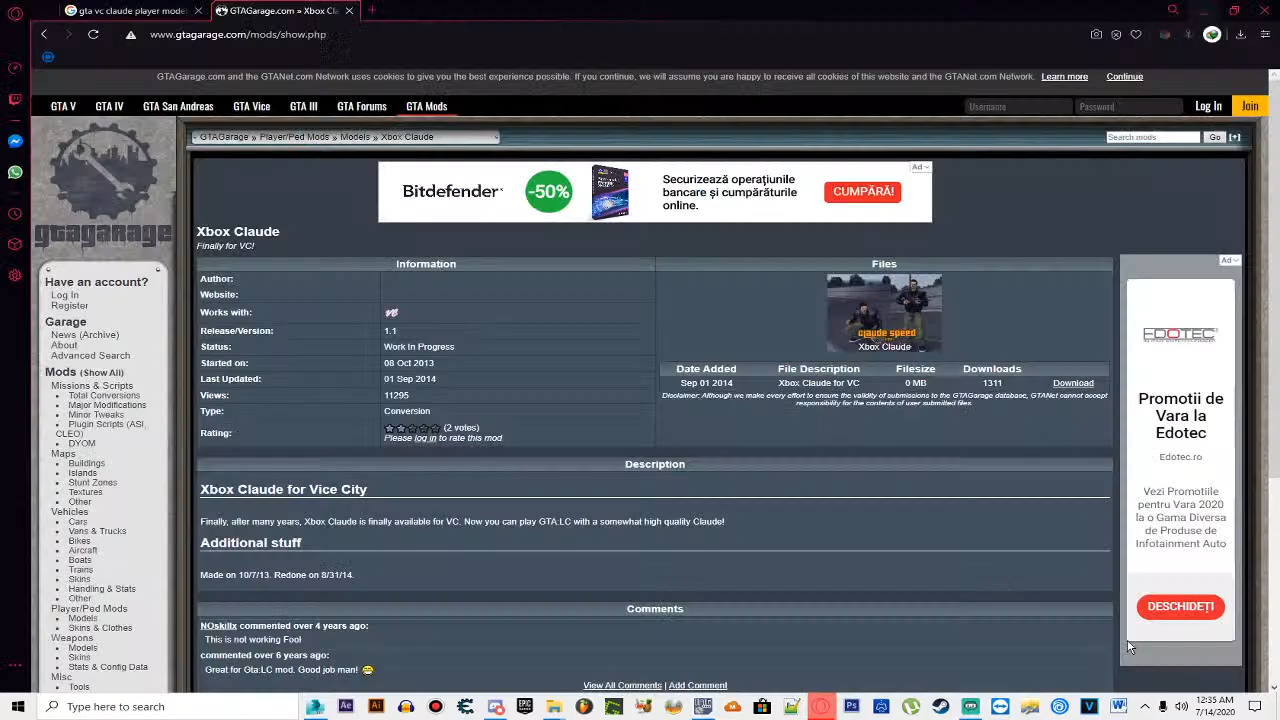 gta vc claude player mode
GTAGarage.com » Xbox Cla
www.gtagarage.com/mods/show.php
GTAGarage.com and the GTANet.com Network uses cookies to give you the best experience possible. If you continue, we will assume you are happy to receive all cookies of this website and the GTANet.com Network. Learn more Continue
GTA V GTA IV GTA San Andreas GTA Vice GTA III GTA Forums GTA Mods Username Password Log In Join
GTAGarage » Player/Ped Mods » Models » Xbox Claude Search mods Go [+]
Bitdefender -50% Ad
Securizează operațiunile
bancare și cumpărăturile
online.
CUMPĂRĂ!
gtagarage
Have an account?
Log In
Register
Garage
News (Archive)
About
Advanced Search
Mods (Show All)
Missions & Scripts
Total Conversions
Major Modifications
Minor Tweaks
Plugin Scripts (ASI,
CLEO)
DYOM
Maps
Buildings
Islands
Stunt Zones
Textures
Other
Vehicles
Cars
Vans & Trucks
Bikes
Aircraft
Boats
Trains
Skins
Handling & Stats
Other
Player/Ped Mods
Models
Skins & Clothes
Weapons
Models
Skins
Stats & Config Data
Misc
Tools
Xbox Claude
Finally for VC!
Information
Author:
Website:
Works with: vc
Release/Version: 1.1
Status: Work In Progress
Started on: 08 Oct 2013
Last Updated: 01 Sep 2014
Views: 11295
Type: Conversion
Rating: (2 votes)
Please log in to rate this mod
Files
claude speed
Xbox Claude
Date Added File Description Filesize Downloads
Sep 01 2014 Xbox Claude for VC 0 MB 1311 Download
Disclaimer: Although we make every effort to ensure the validity of submissions to the GTAGarage database, GTANet cannot accept
responsibility for the contents of user submitted files.
Description
Xbox Claude for Vice City
Finally, after many years, Xbox Claude is finally available for VC. Now you can play GTA:LC with a somewhat high quality Claude!
Additional stuff
Made on 10/7/13. Redone on 8/31/14.
Comments
NOskillx commented over 4 years ago:
This is not working Fool
commented over 6 years ago:
Great for Gta:LC mod. Good job man!
View All Comments | Add Comment
Ad
EDOTEC
Promotii de
Vara la
Edotec
Edotec.ro
Vezi Promotiile
pentru Vara 2020
la o Gama Diversa
de Produse de
Infotainment Auto
DESCHIDEȚI
Type here to search
Ae Ai Ps V W
12:35 AM
7/14/2020